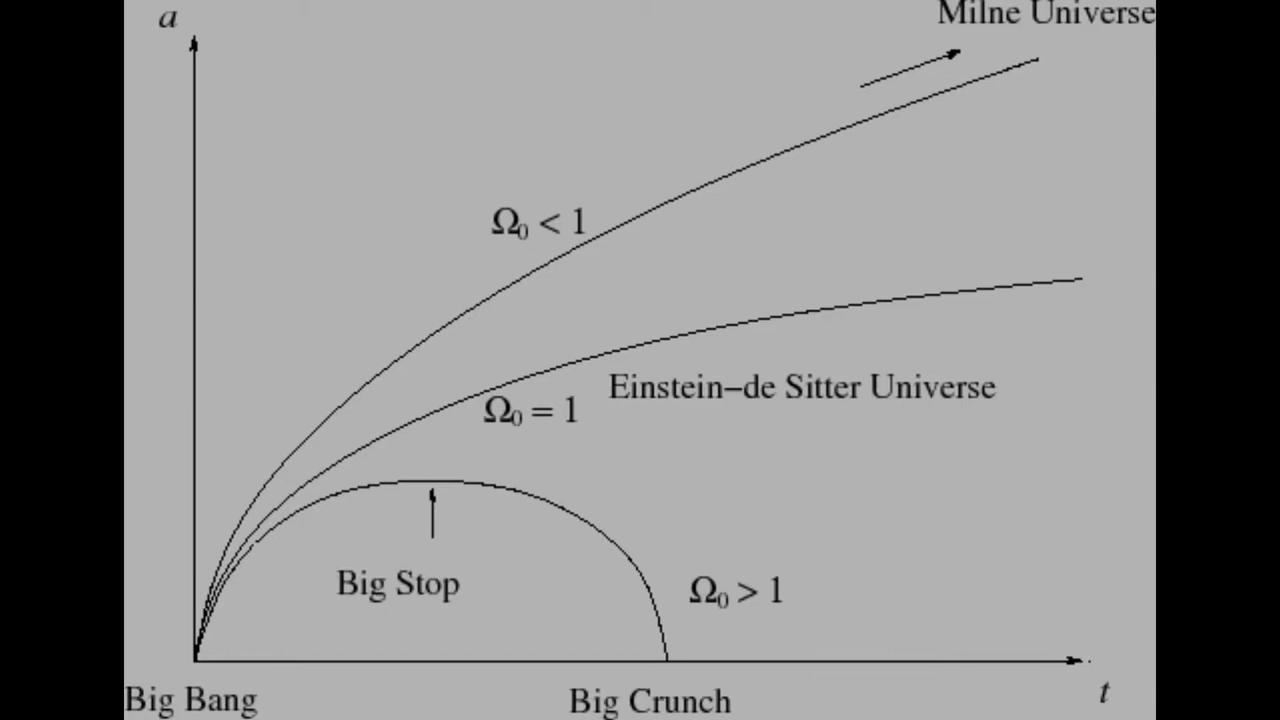 a
Milne Universe
Ω₀ < 1
Einstein–de Sitter Universe
Ω₀ = 1
Big Stop
Ω₀ > 1
Big Bang
Big Crunch
t